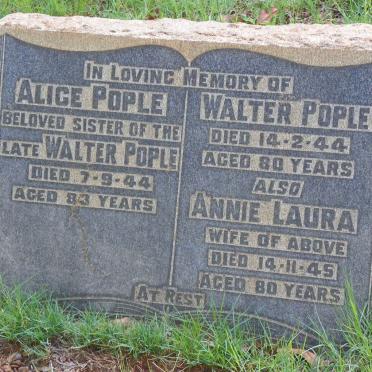 IN LOVING MEMORY OF
ALICE POPLE
BELOVED SISTER OF THE
LATE WALTER POPLE
DIED 7-9-44
AGED 83 YEARS
WALTER POPLE
DIED 14-2-44
AGED 80 YEARS
ALSO
ANNIE LAURA
WIFE OF ABOVE
DIED 14-11-45
AGED 80 YEARS
AT REST